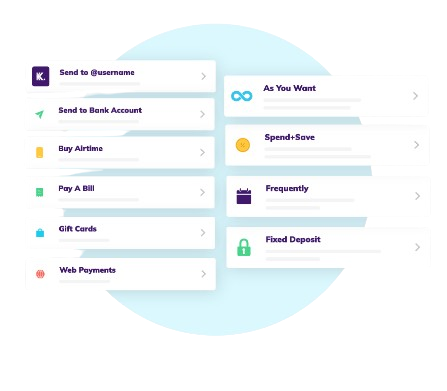 K.
Send to @username
Send to Bank Account
Buy Airtime
Pay A Bill
Gift Cards
Web Payments
As You Want
Spend+Save
Frequently
Fixed Deposit